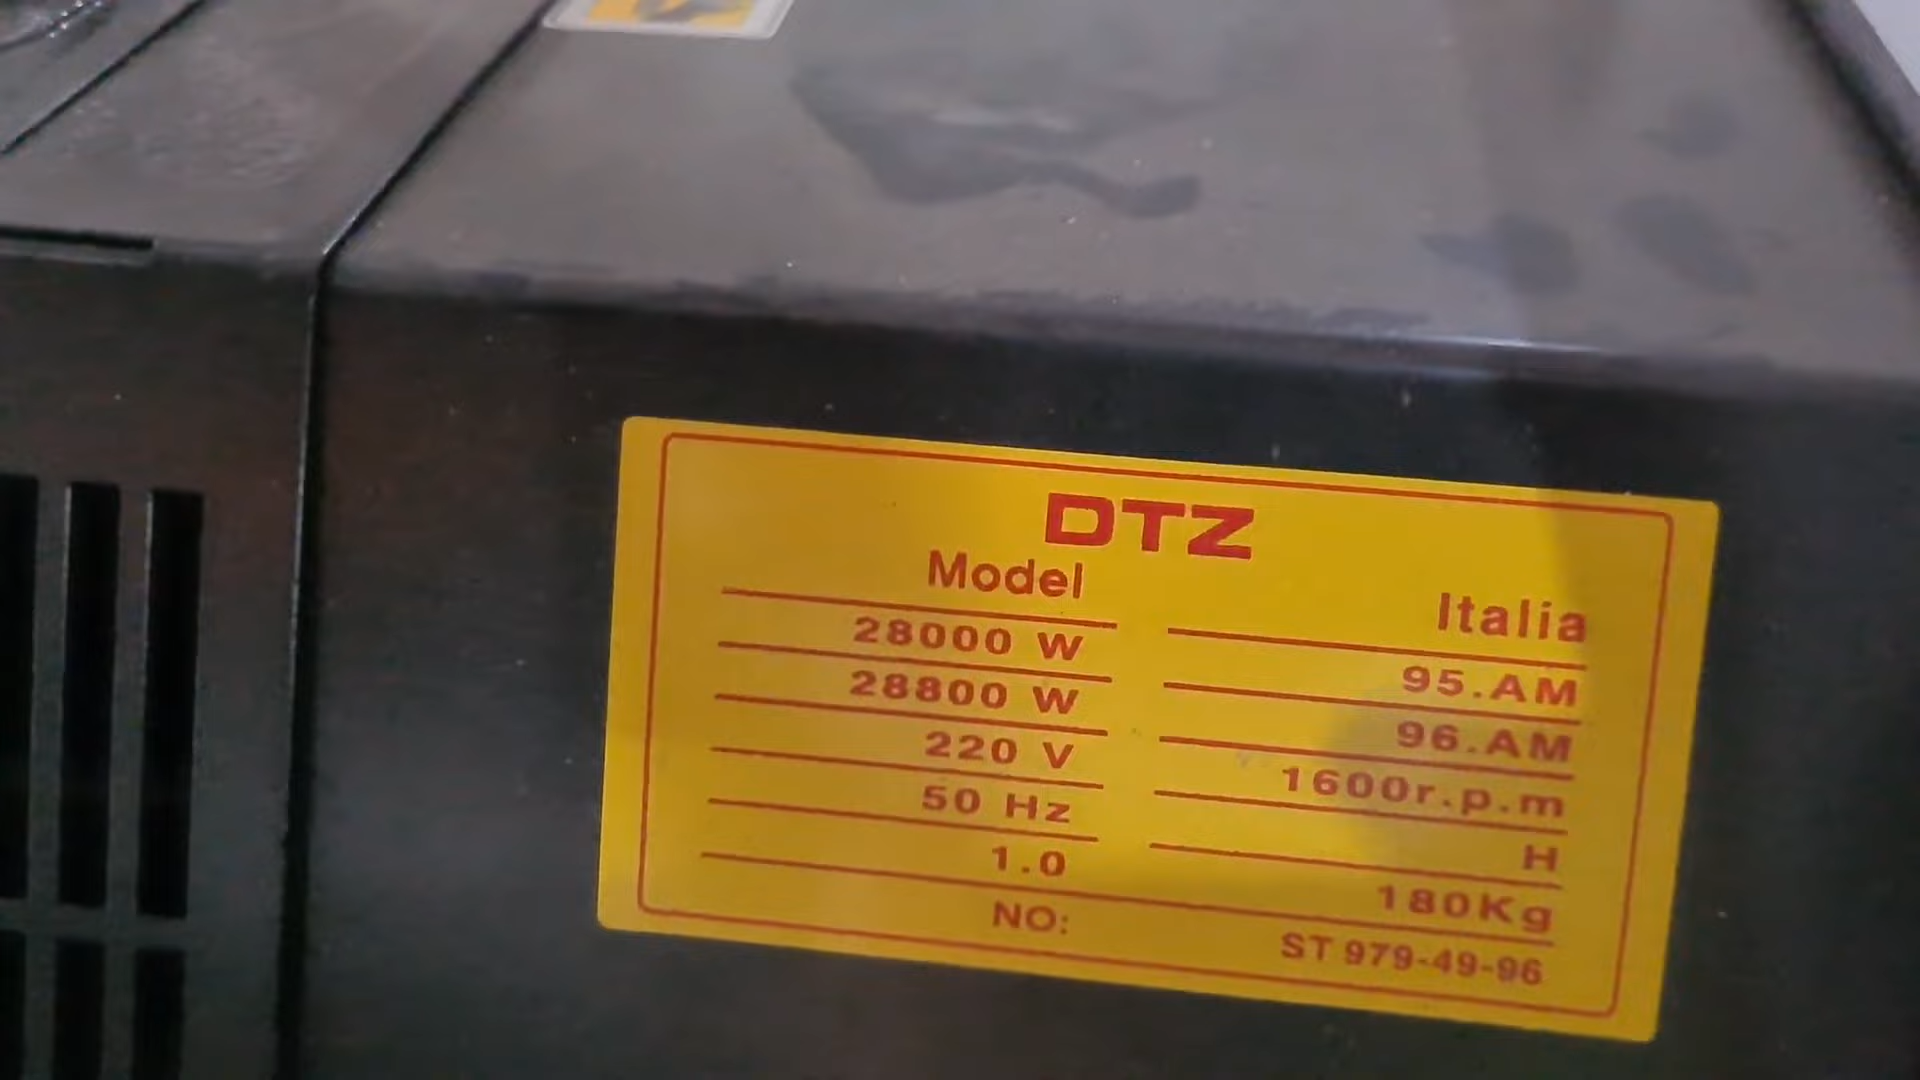 DTZ
Model Italia
28000 W 95.AM
28800 W 96.AM
220 V 1600r.p.m
50 Hz H
1.0 180Kg
NO: ST 979-49-96